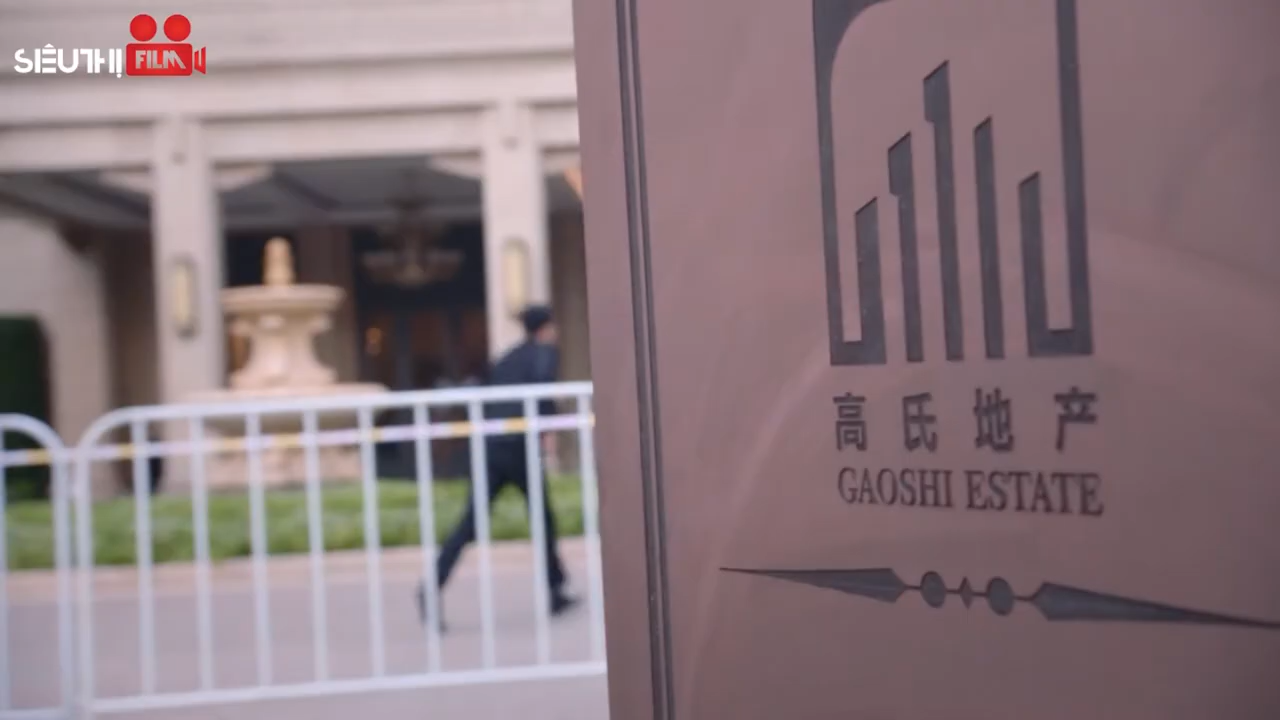 SIÊUTHỊ FILM
高氏地产
GAOSHI ESTATE